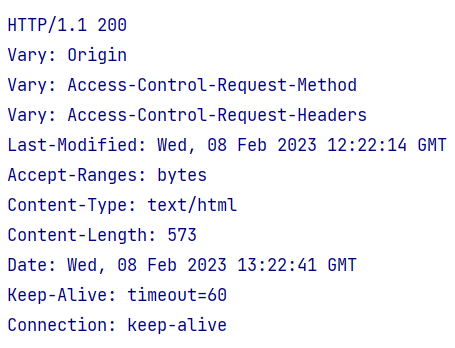 HTTP/1.1 200
Vary: Origin
Vary: Access-Control-Request-Method
Vary: Access-Control-Request-Headers
Last-Modified: Wed, 08 Feb 2023 12:22:14 GMT
Accept-Ranges: bytes
Content-Type: text/html
Content-Length: 573
Date: Wed, 08 Feb 2023 13:22:41 GMT
Keep-Alive: timeout=60
Connection: keep-alive